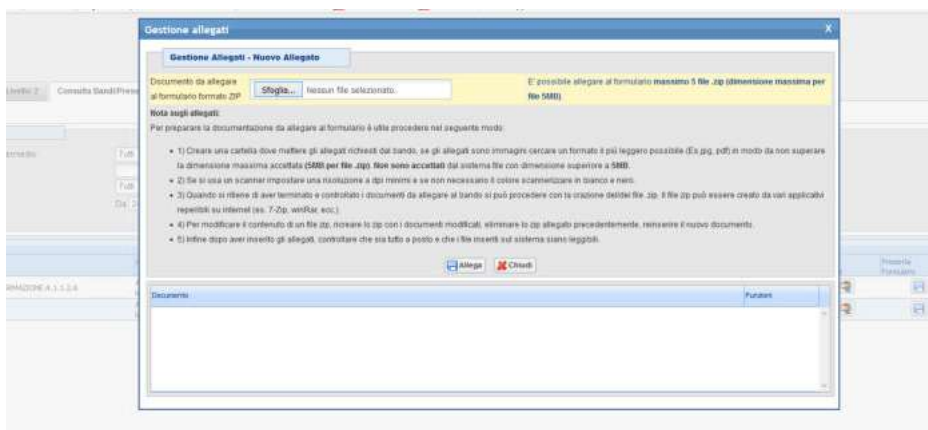 Gestione allegati X
Gestione Allegati - Nuovo Allegato
Documento da allegare
al formulario formato ZIP
Sfoglia... Nessun file selezionato.
E' possibile allegare al formulario massimo 5 file .zip (dimensione massima per
file 5MB)
Nota sugli allegati:
Per preparare la documentazione da allegare al formulario è utile procedere nel seguente modo:
• 1) Creare una cartella dove mettere gli allegati richiesti dal bando, se gli allegati sono immagini cercare un formato il più leggero possibile (Es.jpg, pdf) in modo da non superare
la dimensione massima accettata (5MB per file .zip). Non sono accettati dal sistema file con dimensione superiore a 5MB.
• 2) Se si usa un scanner impostare una risoluzione a dpi minimi e se non necessario il colore scannerizzare in bianco e nero.
• 3) Quando si ritiene di aver terminato e controllato i documenti da allegare al bando si può procedere con la crazione del/dei file .zip. Il file zip può essere creato da vari applicativi
reperibili su internet (es. 7-Zip, winRar, ecc.).
• 4) Per modificare il contenuto di un file zip, ricreare lo zip con i documenti modificati, eliminare lo zip allegato precedentemente, reinserire il nuovo documento.
• 5) Infine dopo aver inserito gli allegati, controllare che sia tutto a posto e che i file inseriti sul sistema siano leggibili.
Allega Chiudi
Documento Funzioni
Livello 2
Tutti
Tutti
Presenta
Formulario